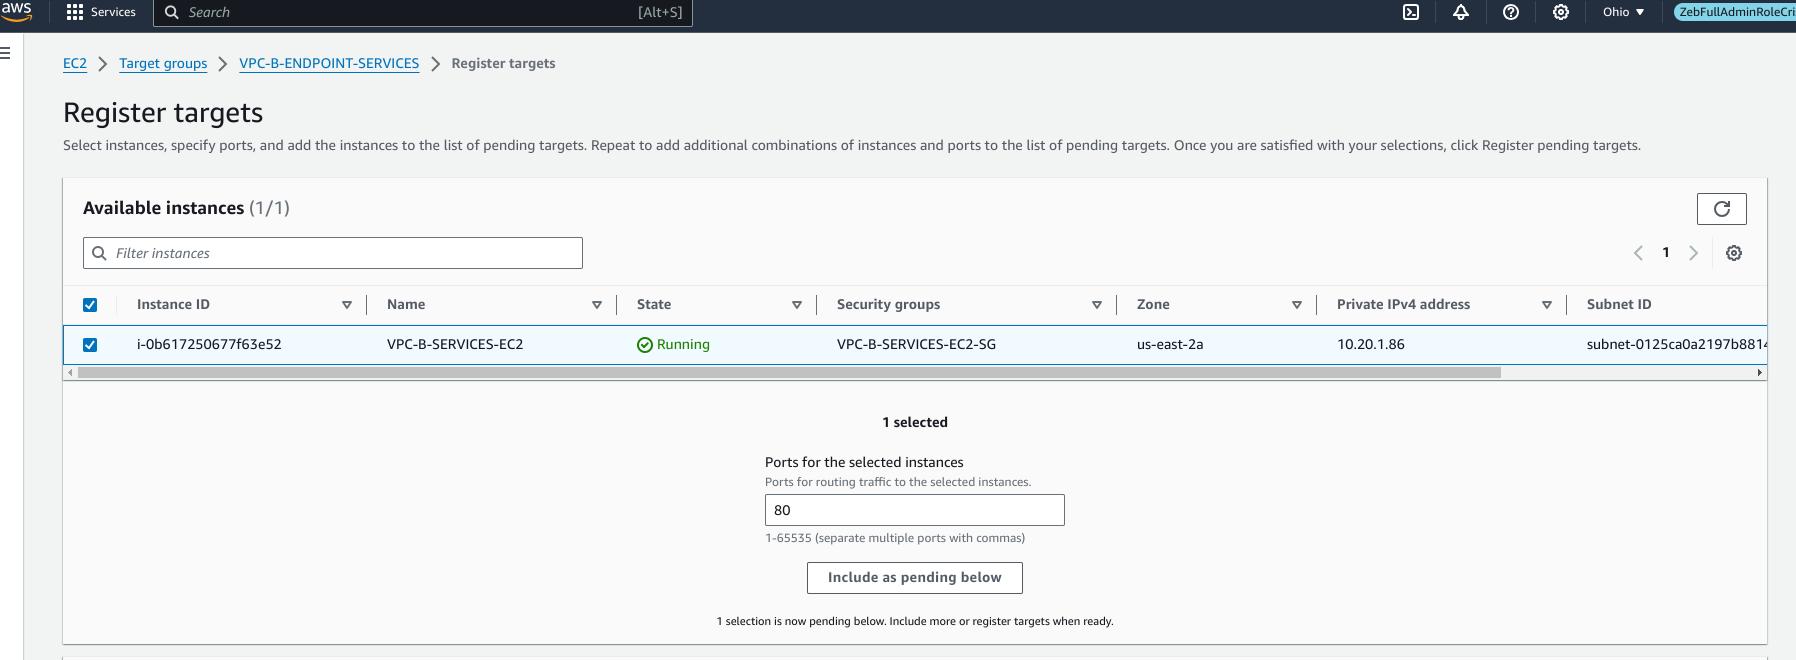 aws Services Search [Alt+S] Ohio ZebFullAdminRoleCri
EC2 Target groups VPC-B-ENDPOINT-SERVICES Register targets
Register targets
Select instances, specify ports, and add the instances to the list of pending targets. Repeat to add additional combinations of instances and ports to the list of pending targets. Once you are satisfied with your selections, click Register pending targets.
Available instances (1/1)
Filter instances
1
Instance ID Name State Security groups Zone Private IPv4 address Subnet ID
i-0b617250677f63e52 VPC-B-SERVICES-EC2 Running VPC-B-SERVICES-EC2-SG us-east-2a 10.20.1.86 subnet-0125ca0a2197b8814
1 selected
Ports for the selected instances
Ports for routing traffic to the selected instances.
80
1-65535 (separate multiple ports with commas)
Include as pending below
1 selection is now pending below. Include more or register targets when ready.